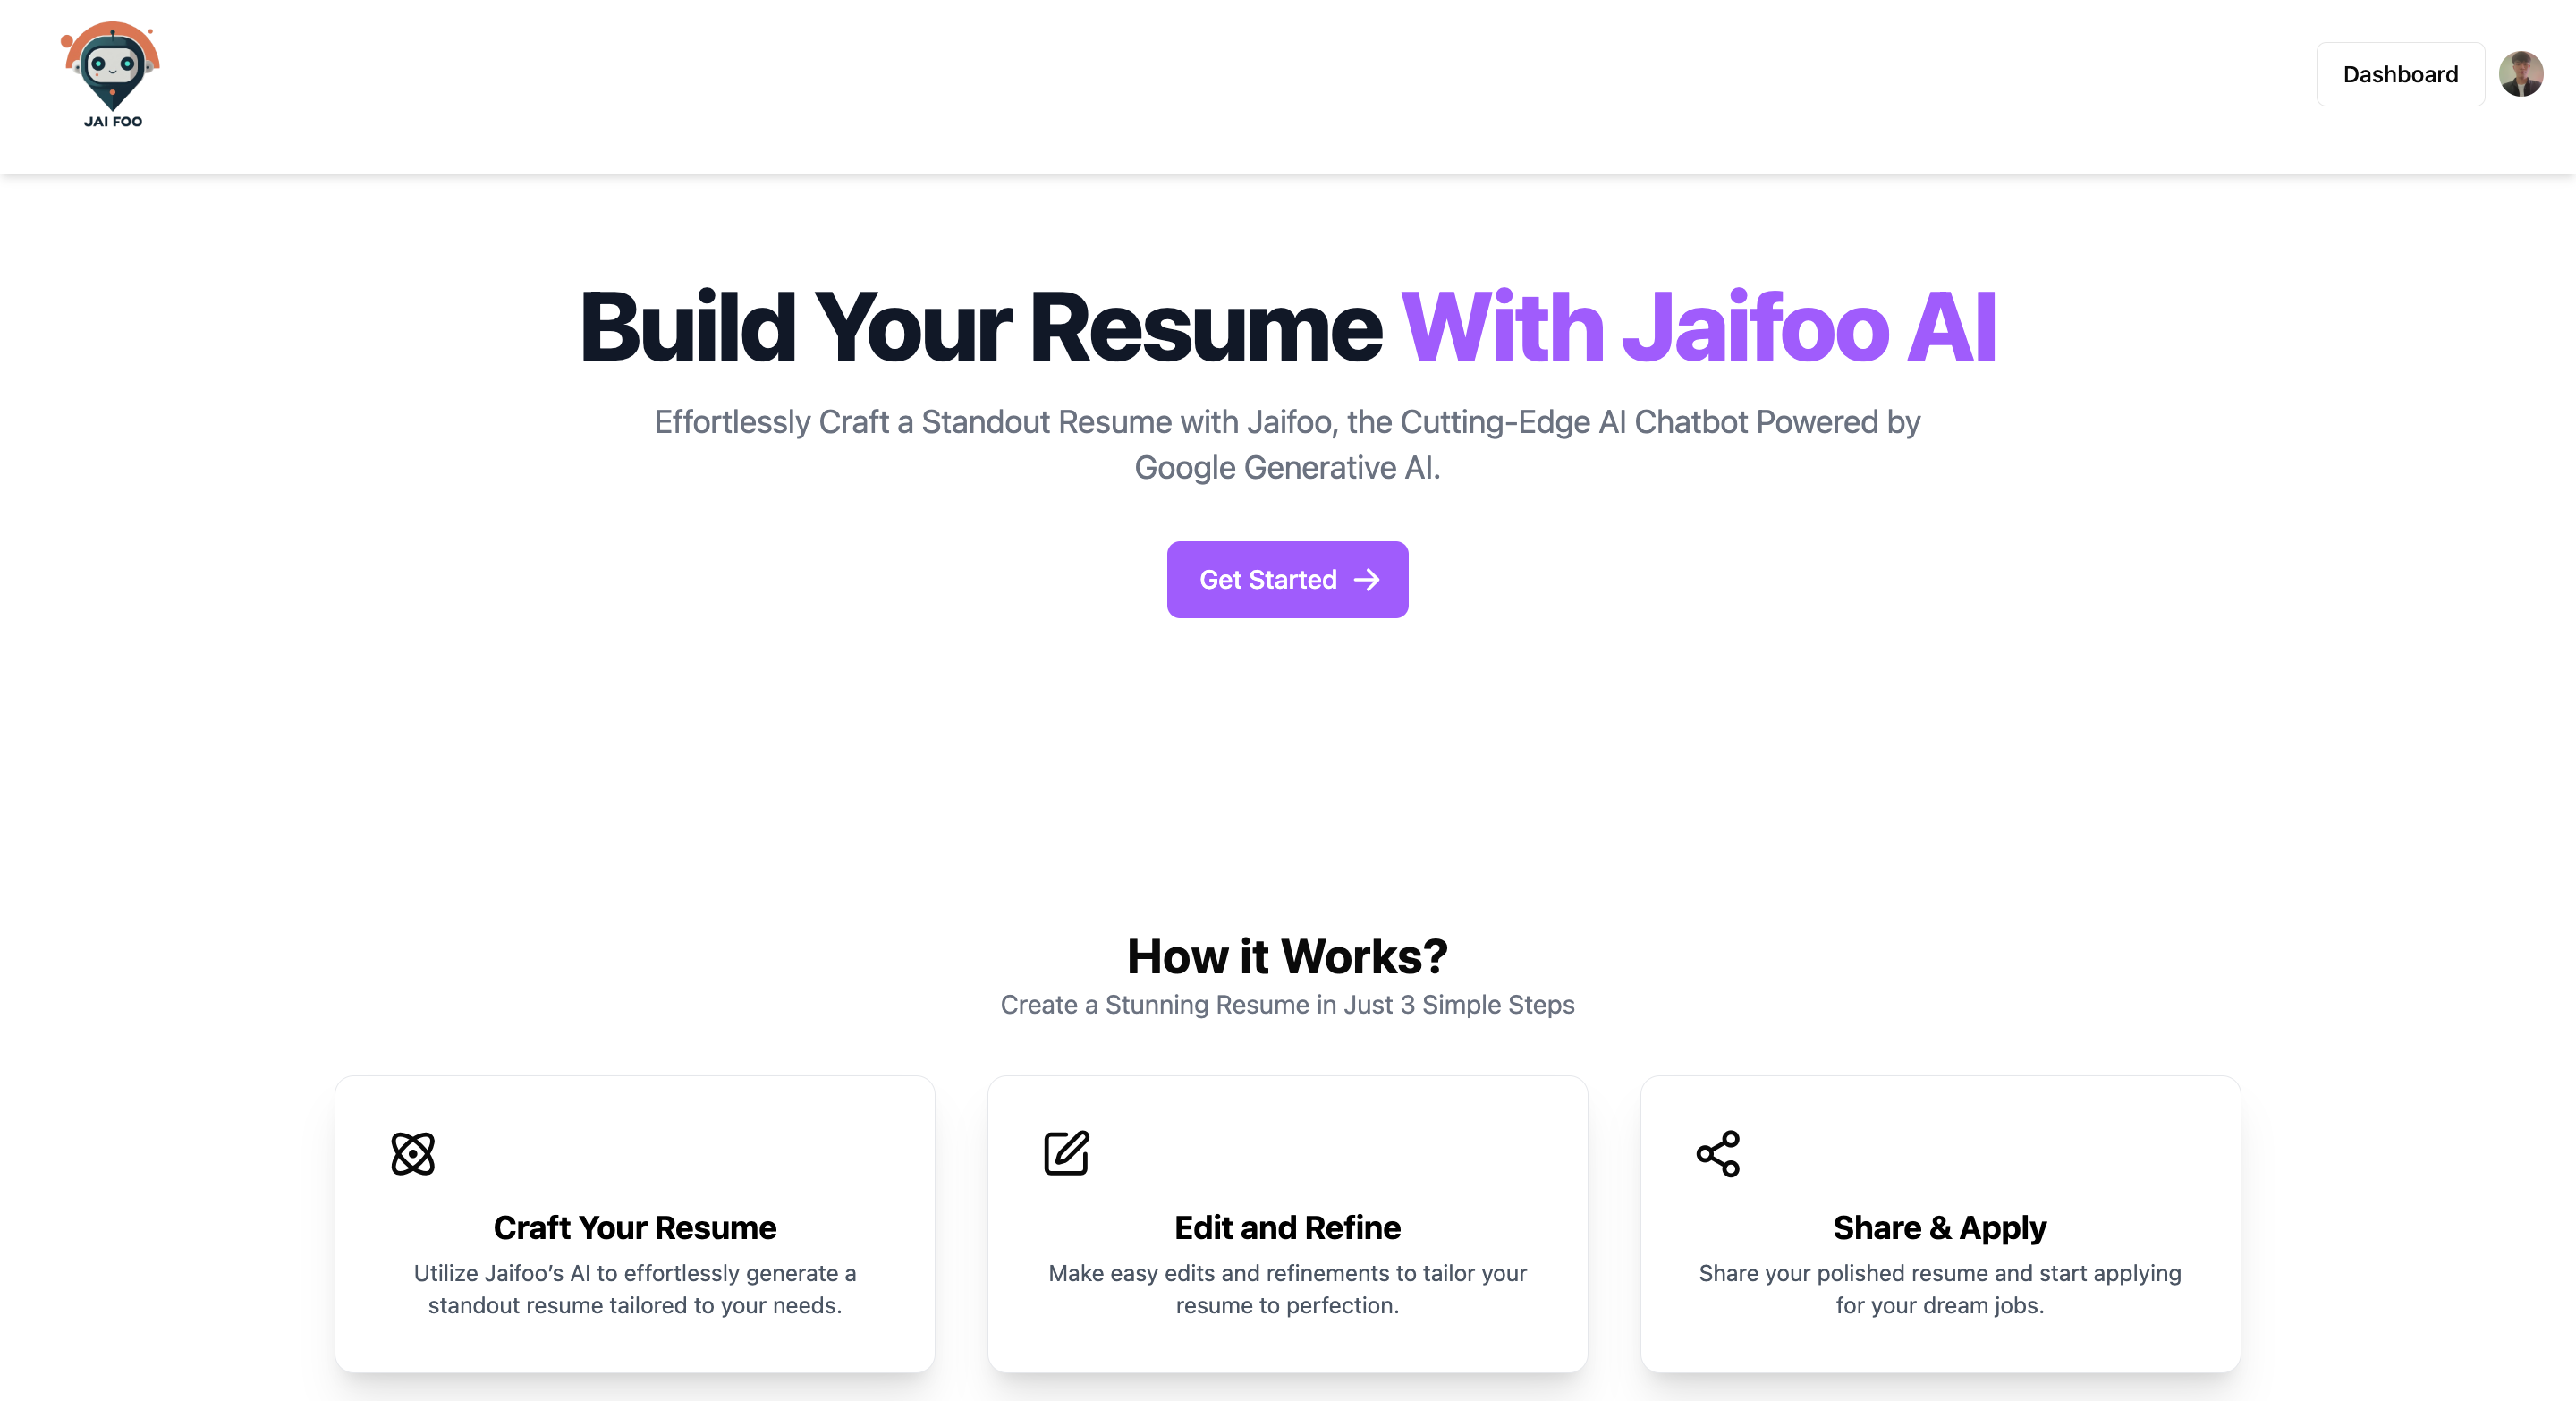 JAI FOO
Dashboard
Build Your Resume With Jaifoo AI
Effortlessly Craft a Standout Resume with Jaifoo, the Cutting-Edge AI Chatbot Powered by
Google Generative AI.
Get Started
How it Works?
Create a Stunning Resume in Just 3 Simple Steps
Craft Your Resume
Utilize Jaifoo’s AI to effortlessly generate a
standout resume tailored to your needs.
Edit and Refine
Make easy edits and refinements to tailor your
resume to perfection.
Share & Apply
Share your polished resume and start applying
for your dream jobs.